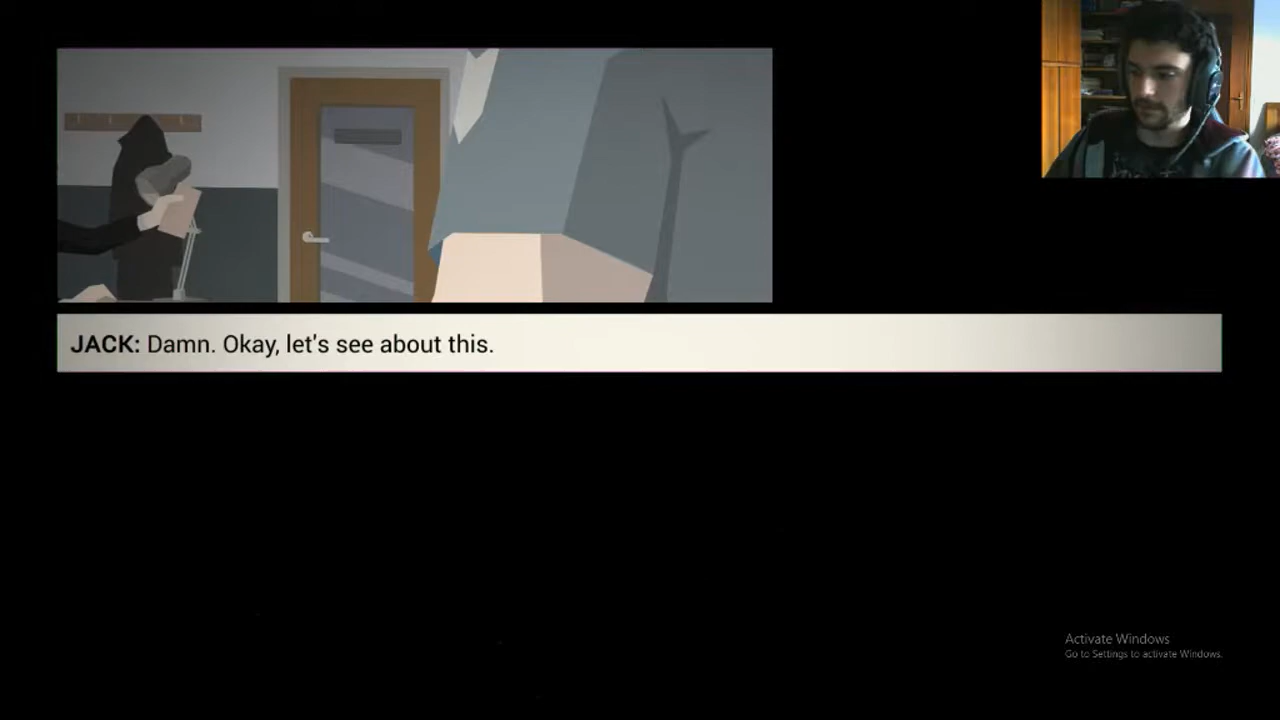 JACK: Damn. Okay, let's see about this.
Activate Windows
Go to Settings to activate Windows.